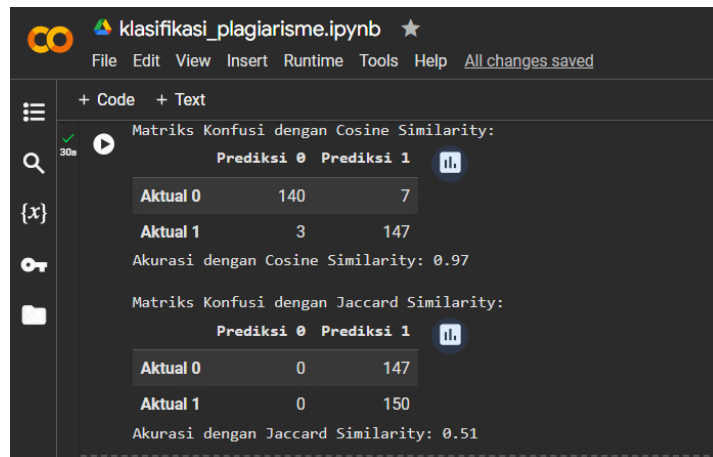 klasifikasi_plagiarisme.ipynb
File Edit View Insert Runtime Tools Help All changes saved
+ Code + Text
30s
{x}
Matriks Konfusi dengan Cosine Similarity:
Prediksi 0 Prediksi 1
Aktual 0 140 7
Aktual 1 3 147
Akurasi dengan Cosine Similarity: 0.97
Matriks Konfusi dengan Jaccard Similarity:
Prediksi 0 Prediksi 1
Aktual 0 0 147
Aktual 1 0 150
Akurasi dengan Jaccard Similarity: 0.51